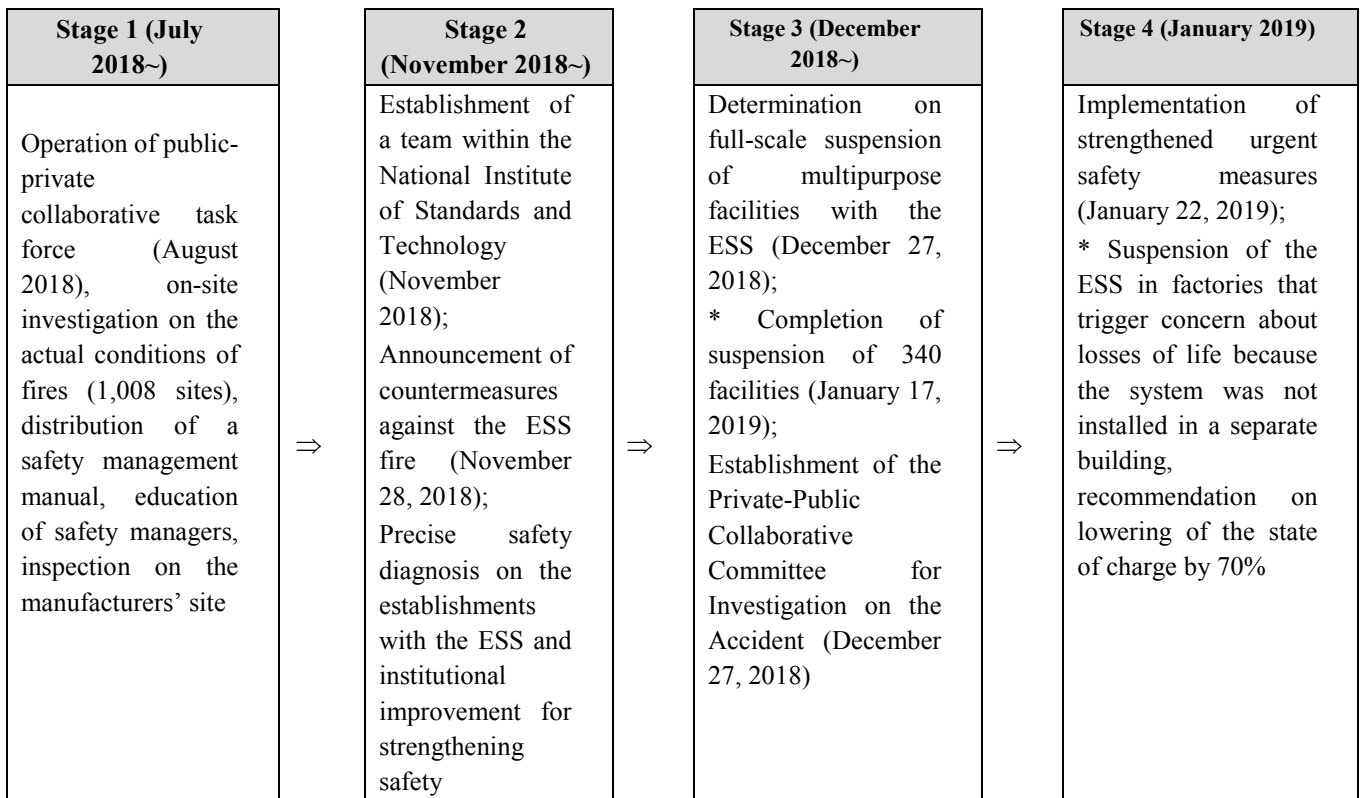 Stage 1 (July
2018~)
Operation of public-
private
collaborative task
force (August
2018), on-site
investigation on the
actual conditions of
fires (1,008 sites),
distribution of a
safety management
manual, education
of safety managers,
inspection on the
manufacturers' site
⇒
Stage 2
(November 2018~)
Establishment of
a team within the
National Institute
of Standards and
Technology
(November
2018);
Announcement of
countermeasures
against the ESS
fire (November
28, 2018);
Precise safety
diagnosis on the
establishments
with the ESS and
institutional
improvement for
strengthening
safety
⇒
Stage 3 (December
2018~)
Determination on
full-scale suspension
of multipurpose
facilities with the
ESS (December 27,
2018);
* Completion of
suspension of 340
facilities (January 17,
2019);
Establishment of the
Private-Public
Collaborative
Committee for
Investigation on the
Accident (December
27, 2018)
⇒
Stage 4 (January 2019)
Implementation of
strengthened urgent
safety measures
(January 22, 2019);
* Suspension of the
ESS in factories that
trigger concern about
losses of life because
the system was not
installed in a separate
building,
recommendation on
lowering of the state
of charge by 70%